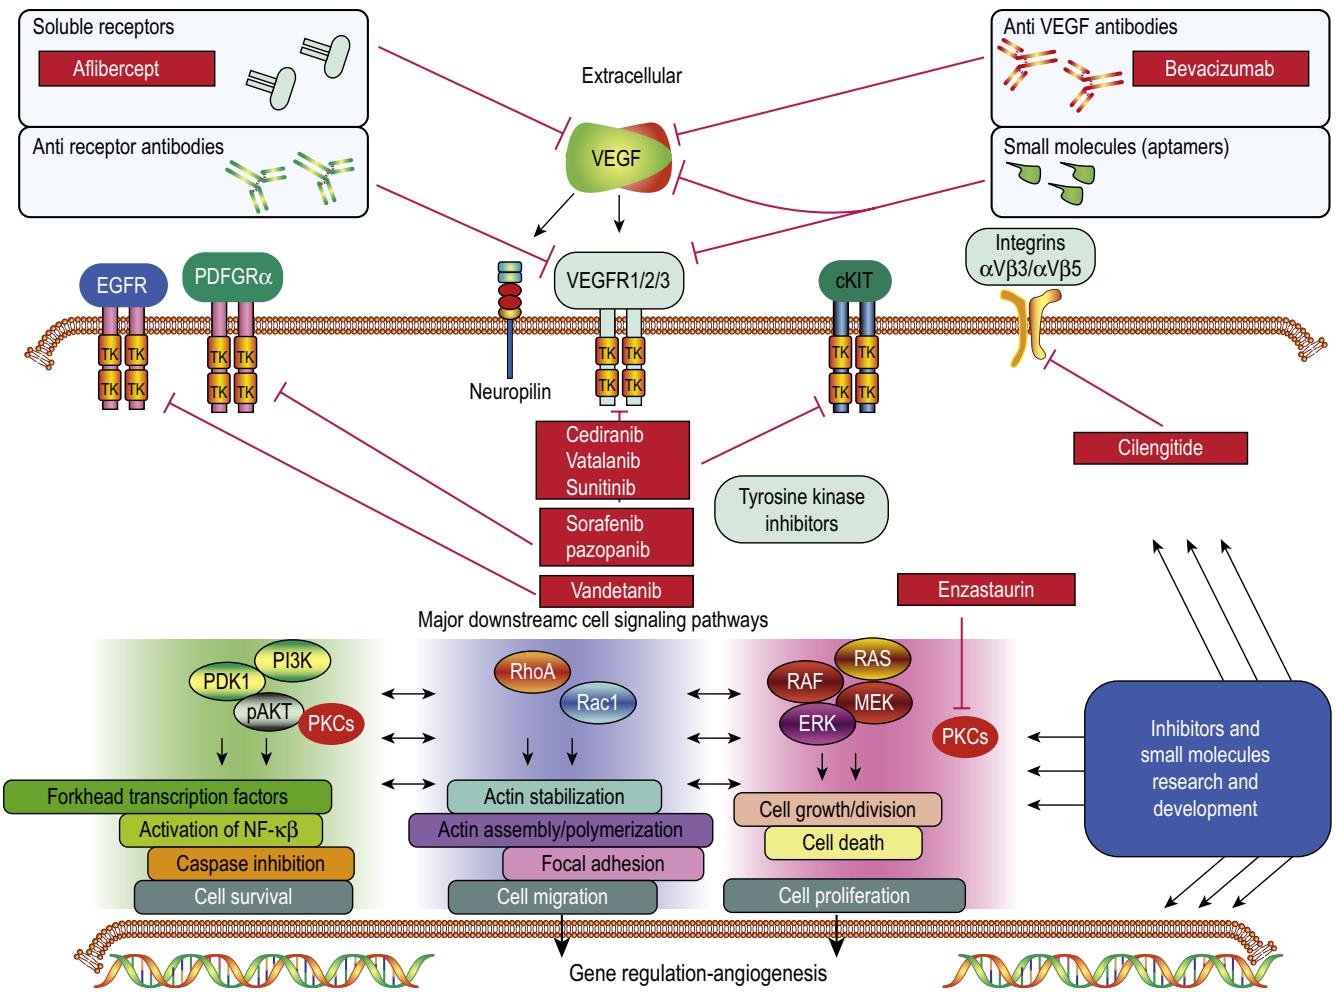 Soluble receptors
Aflibercept
Anti receptor antibodies
Extracellular
VEGF
Anti VEGF antibodies
Bevacizumab
Small molecules (aptamers)
Integrins
αVβ3/αVβ5
EGFR
PDFGRα
VEGFR1/2/3
cKIT
TK TK
TK TK
TK TK
TK TK
TK TK
TK TK
TK TK
TK TK
Neuropilin
Cediranib
Vatalanib
Sunitinib
Sorafenib
pazopanib
Vandetanib
Tyrosine kinase
inhibitors
Cilengitide
Enzastaurin
Major downstreamc cell signaling pathways
PI3K
PDK1
pAKT
PKCs
RhoA
Rac1
RAS
RAF
MEK
ERK
PKCs
Inhibitors and
small molecules
research and
development
Forkhead transcription factors
Activation of NF-κβ
Caspase inhibition
Cell survival
Actin stabilization
Actin assembly/polymerization
Focal adhesion
Cell migration
Cell growth/division
Cell death
Cell proliferation
Gene regulation-angiogenesis